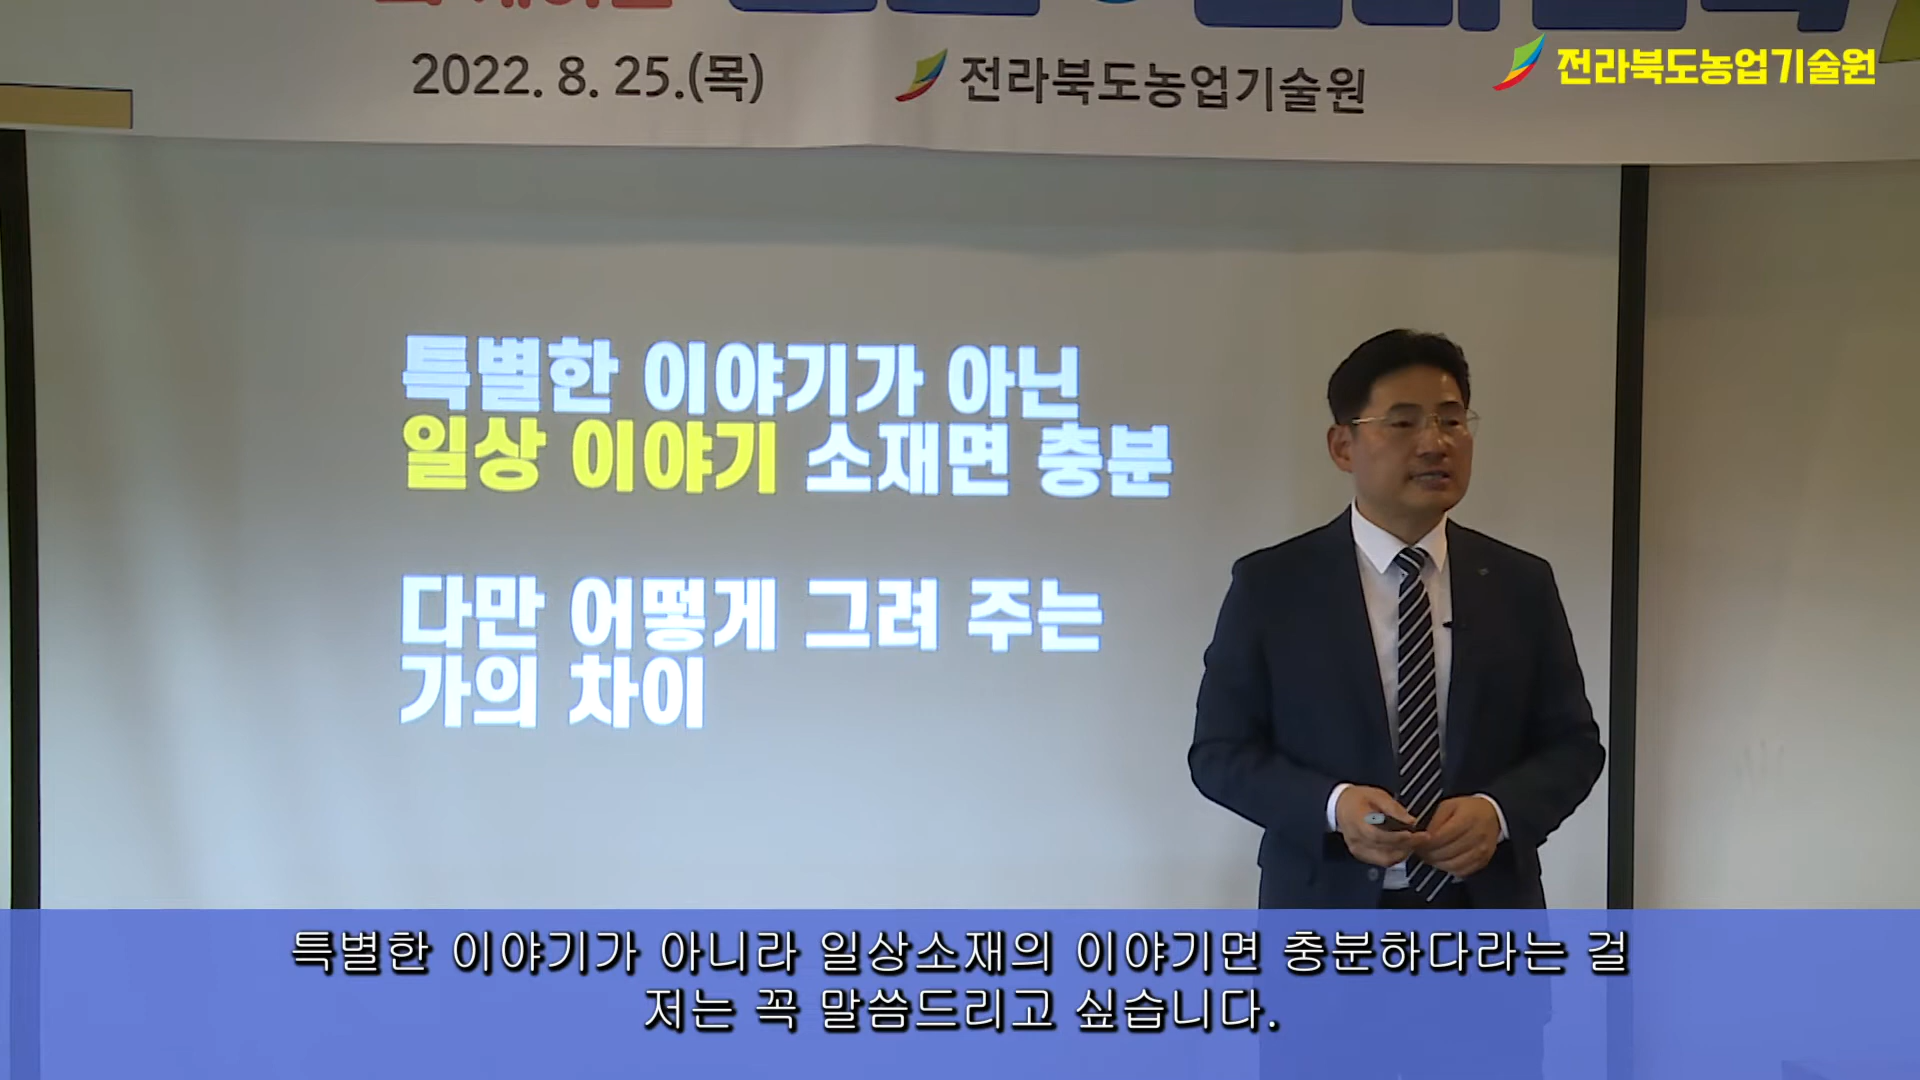 2022. 8. 25.(목)
전라북도농업기술원
전라북도농업기술원
특별한 이야기가 아닌
일상 이야기 소재면 충분
다만 어떻게 그려 주는
가의 차이
특별한 이야기가 아니라 일상소재의 이야기면 충분하다라는 걸
저는 꼭 말씀드리고 싶습니다.